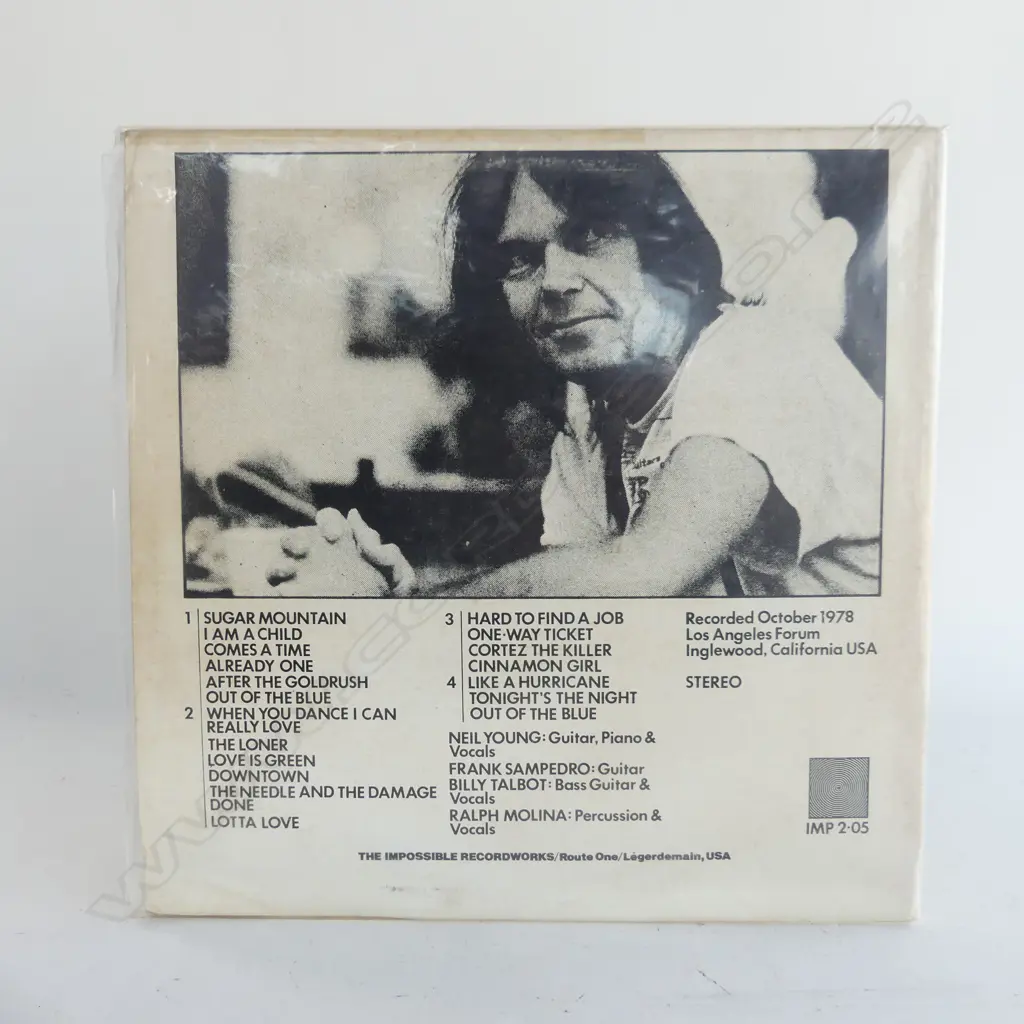 1 SUGAR MOUNTAIN
I AM A CHILD
COMES A TIME
ALREADY ONE
AFTER THE GOLDRUSH
OUT OF THE BLUE
2 WHEN YOU DANCE I CAN
REALLY LOVE
THE LONER
LOVE IS GREEN
DOWNTOWN
THE NEEDLE AND THE DAMAGE
DONE
LOTTA LOVE
3 HARD TO FIND A JOB
ONE-WAY TICKET
CORTEZ THE KILLER
CINNAMON GIRL
4 LIKE A HURRICANE
TONIGHT'S THE NIGHT
OUT OF THE BLUE
NEIL YOUNG: Guitar, Piano &
Vocals
FRANK SAMPEDRO: Guitar
BILLY TALBOT: Bass Guitar &
Vocals
RALPH MOLINA: Percussion &
Vocals
Recorded October 1978
Los Angeles Forum
Inglewood, California USA
STEREO
IMP 2·05
THE IMPOSSIBLE RECORDWORKS/Route One/Légerdemain, USA